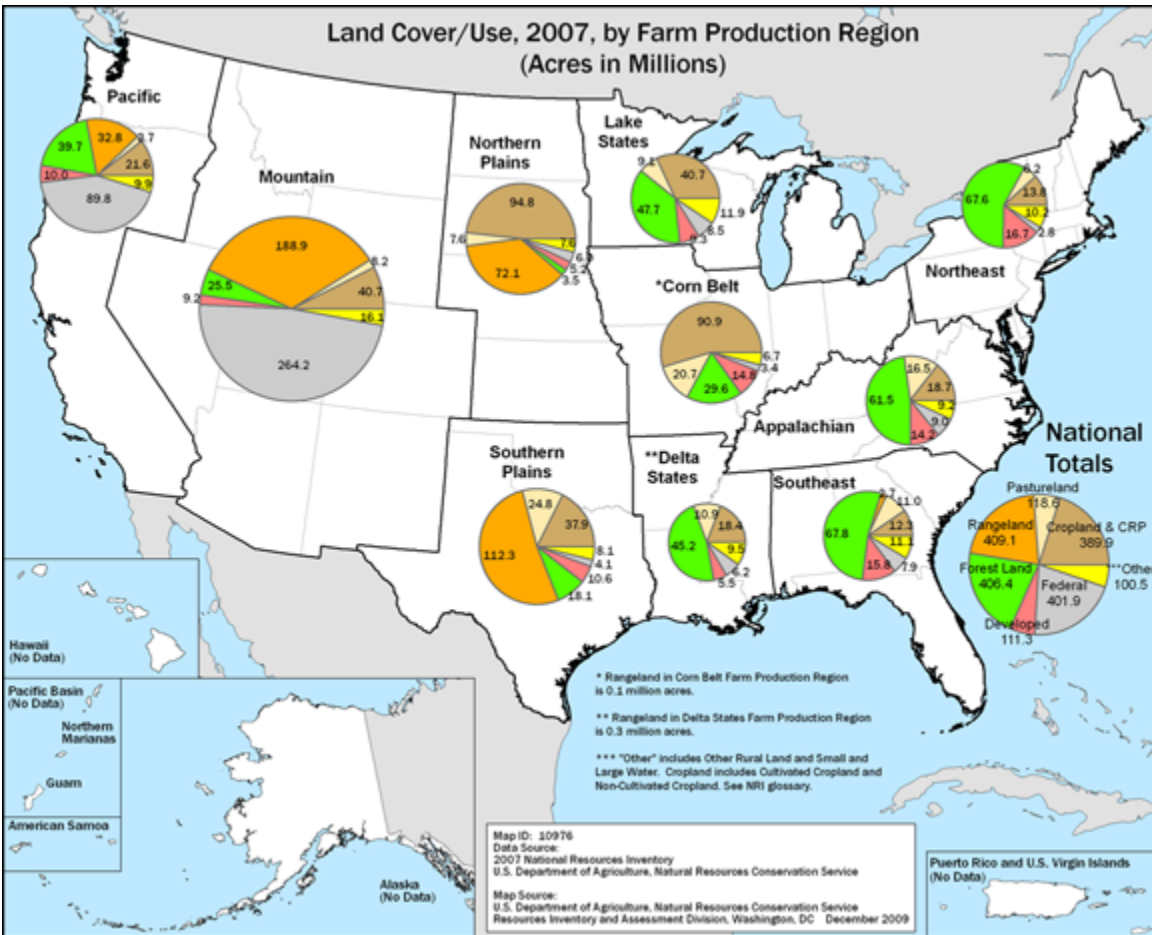 Land Cover/Use, 2007, by Farm Production Region
(Acres in Millions)
Pacific
39.7
32.8
3.7
21.6
9.9
10.0
89.8
Mountain
188.9
8.2
40.7
16.1
25.5
9.2
264.2
Northern
Plains
94.8
7.6
7.6
72.1
5.2
3.5
Lake
States
9.1
40.7
11.9
8.5
9.3
47.7
*Corn Belt
90.9
6.7
3.4
14.8
29.6
20.7
Northeast
67.6
6.2
13.8
10.2
2.8
16.7
Appalachian
16.5
18.7
9.2
9.0
14.2
61.5
Southern
Plains
24.8
37.9
8.1
4.1
10.6
18.1
112.3
**Delta
States
10.9
18.4
9.5
6.2
5.5
45.2
Southeast
11.0
12.3
11.1
7.9
15.8
67.8
National
Totals
Pastureland
118.6
Rangeland
409.1
Cropland & CRP
389.9
Forest Land
406.4
***Other
100.5
Federal
401.9
Developed
111.3
* Rangeland in Corn Belt Farm Production Region
is 0.1 million acres.
** Rangeland in Delta States Farm Production Region
is 0.3 million acres.
*** "Other" includes Other Rural Land and Small and
Large Water. Cropland includes Cultivated Cropland and
Non-Cultivated Cropland. See NRI glossary.
Hawaii
(No Data)
Pacific Basin
(No Data)
Northern
Marianas
Guam
American Samoa
Alaska
(No Data)
Map ID: 10976
Data Source:
2007 National Resources Inventory
U.S. Department of Agriculture, Natural Resources Conservation Service
Map Source:
U.S. Department of Agriculture, Natural Resources Conservation Service
Resources Inventory and Assessment Division, Washington, DC December 2009
Puerto Rico and U.S. Virgin Islands
(No Data)